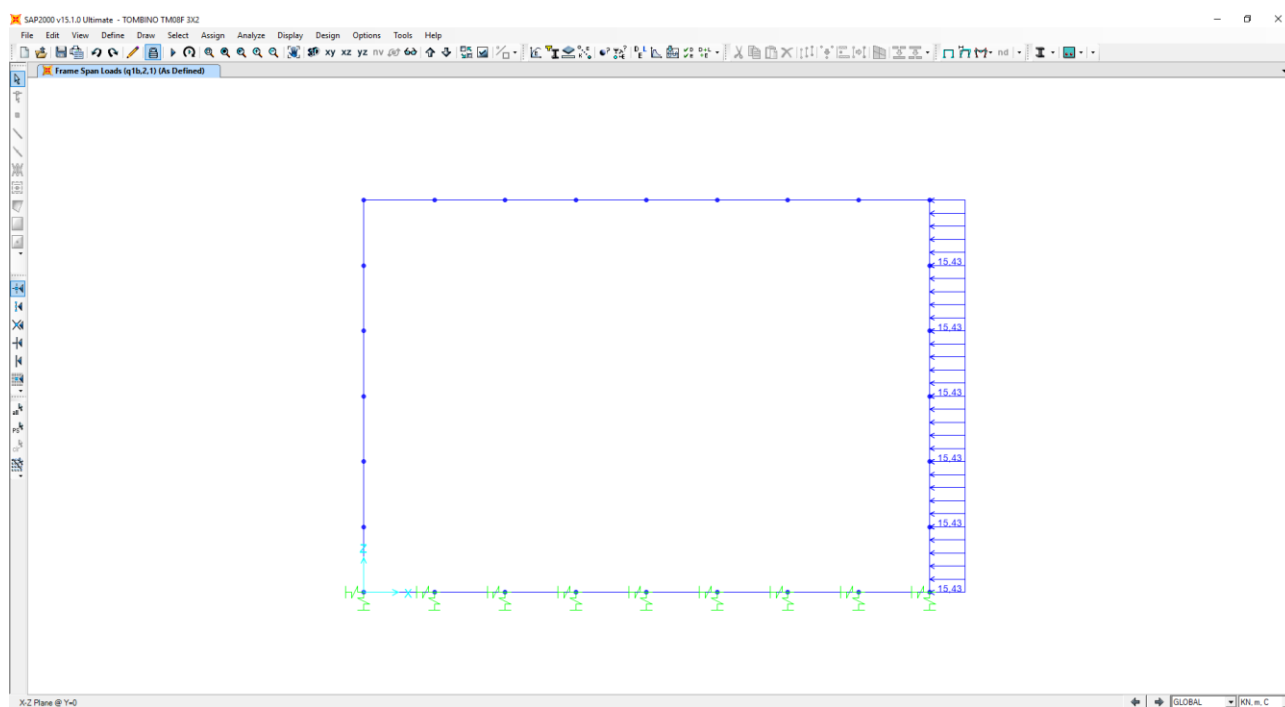 SAP2000 v15.1.0 Ultimate - TOMBINO TM08F 3X2
File Edit View Define Draw Select Assign Analyze Display Design Options Tools Help
xy xz yz nv nd
Frame Span Loads (q1b,2,1) (As Defined)
15.43
15.43
15.43
15.43
15.43
15.43
Z
X
X-Z Plane @ Y=0
GLOBAL
KN, m, C